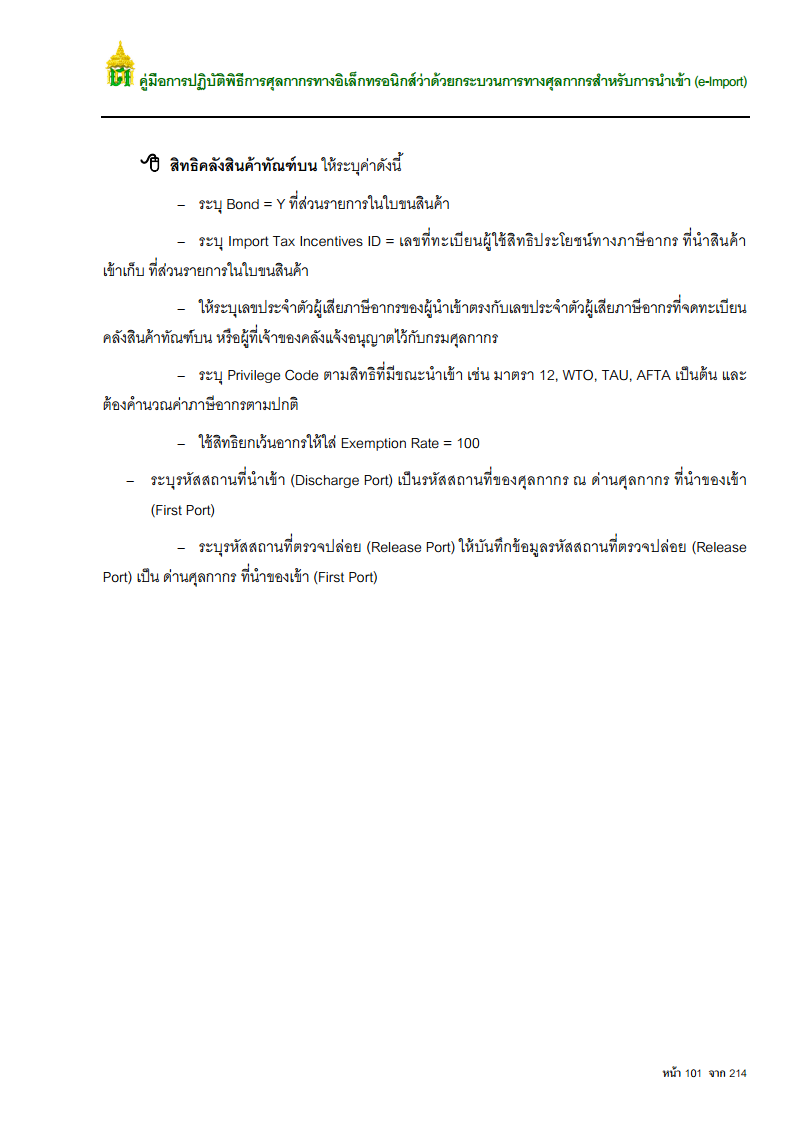 คู่มือการปฏิบัติพิธีการศุลกากรทางอิเล็กทรอนิกส์ว่าด้วยกระบวนการทางศุลกากรสำหรับการนำเข้า (e-Import)
สิทธิคลังสินค้าทัณฑ์บน ให้ระบุค่าดังนี้
– ระบุ Bond = Y ที่ส่วนรายการในใบขนสินค้า
– ระบุ Import Tax Incentives ID = เลขที่ทะเบียนผู้ใช้สิทธิประโยชน์ทางภาษีอากร ที่นำสินค้า
เข้าเก็บ ที่ส่วนรายการในใบขนสินค้า
– ให้ระบุเลขประจำตัวผู้เสียภาษีอากรของผู้นำเข้าตรงกับเลขประจำตัวผู้เสียภาษีอากรที่จดทะเบียน
คลังสินค้าทัณฑ์บน หรือผู้ที่เจ้าของคลังแจ้งอนุญาตไว้กับกรมศุลกากร
– ระบุ Privilege Code ตามสิทธิที่มีขณะนำเข้า เช่น มาตรา 12, WTO, TAU, AFTA เป็นต้น และ
ต้องคำนวณค่าภาษีอากรตามปกติ
– ใช้สิทธิยกเว้นอากรให้ใส่ Exemption Rate = 100
– ระบุรหัสสถานที่นำเข้า (Discharge Port) เป็นรหัสสถานที่ของศุลกากร ณ ด่านศุลกากร ที่นำของเข้า
(First Port)
– ระบุรหัสสถานที่ตรวจปล่อย (Release Port) ให้บันทึกข้อมูลรหัสสถานที่ตรวจปล่อย (Release
Port) เป็น ด่านศุลกากร ที่นำของเข้า (First Port)
หน้า 101 จาก 214